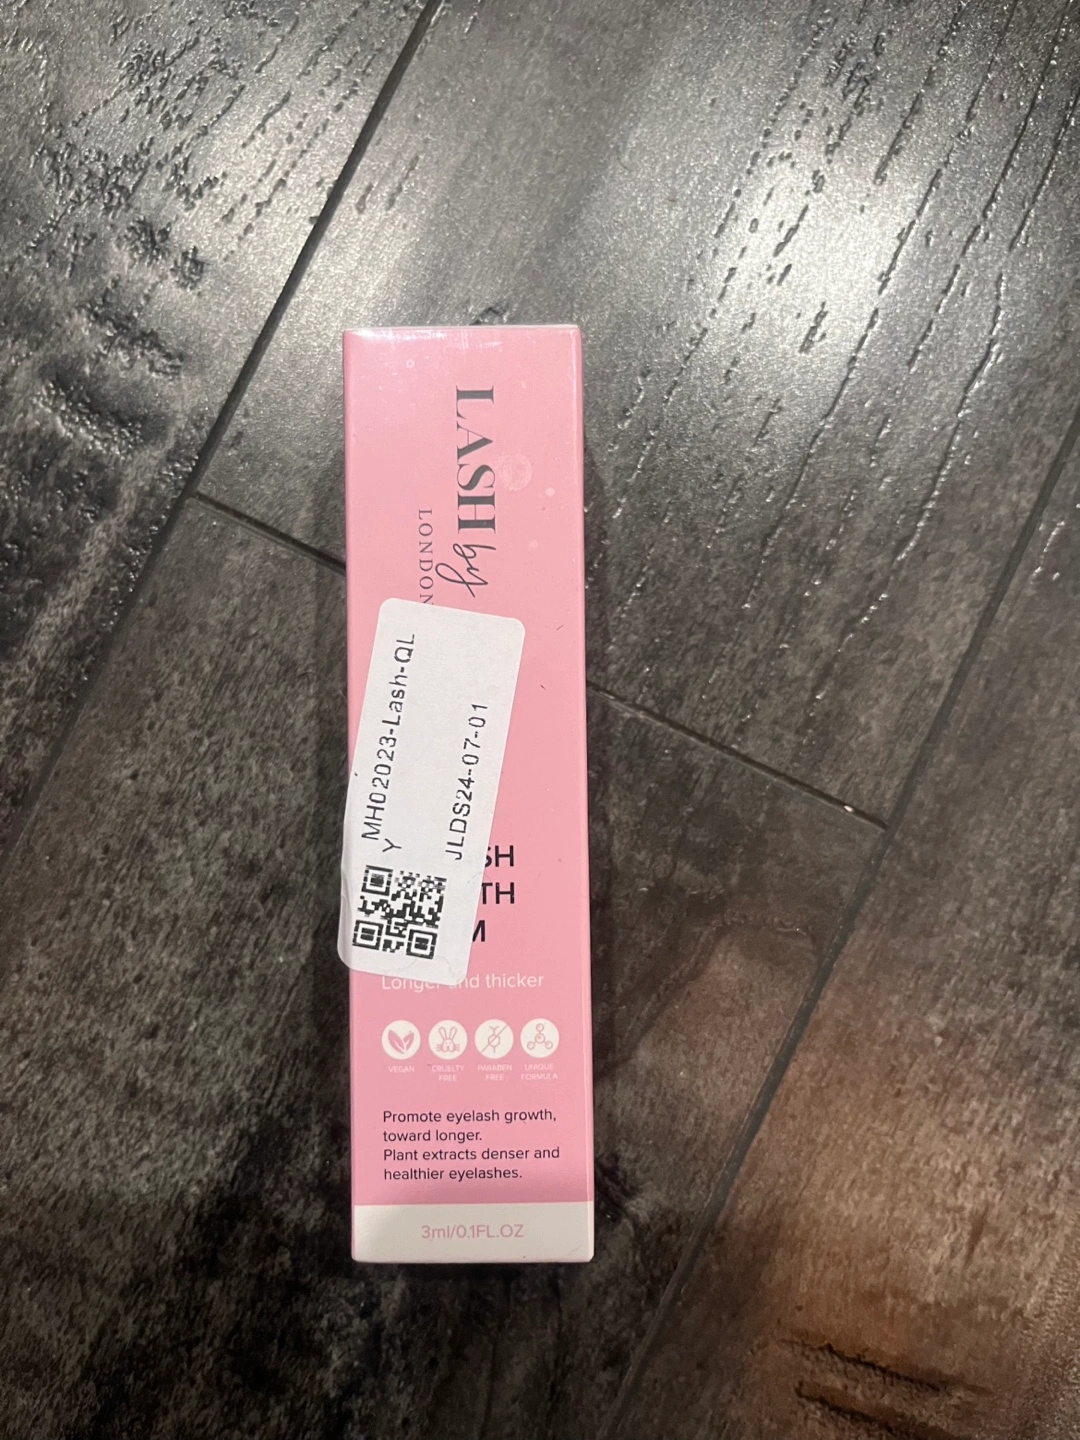 LASH
by
LONDON
MH02023-Lash-QL
Y
JLDS24-07-01
SH
TH
M
Longer and thicker
VEGAN
CRUELTY
FREE
PARABEN
FREE
UNIQUE
FORMULA
Promote eyelash growth,
toward longer.
Plant extracts denser and
healthier eyelashes.
3ml/0.1FL.OZ